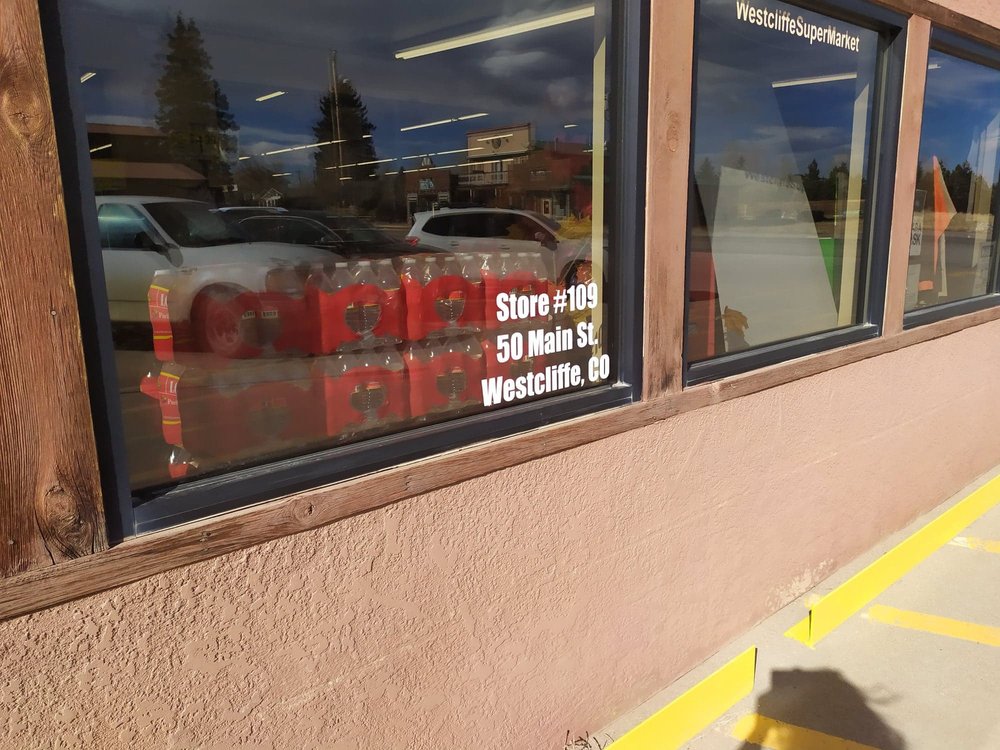 WestcliffeSuperMarket
Store #109
50 Main St.
Westcliffe, CO